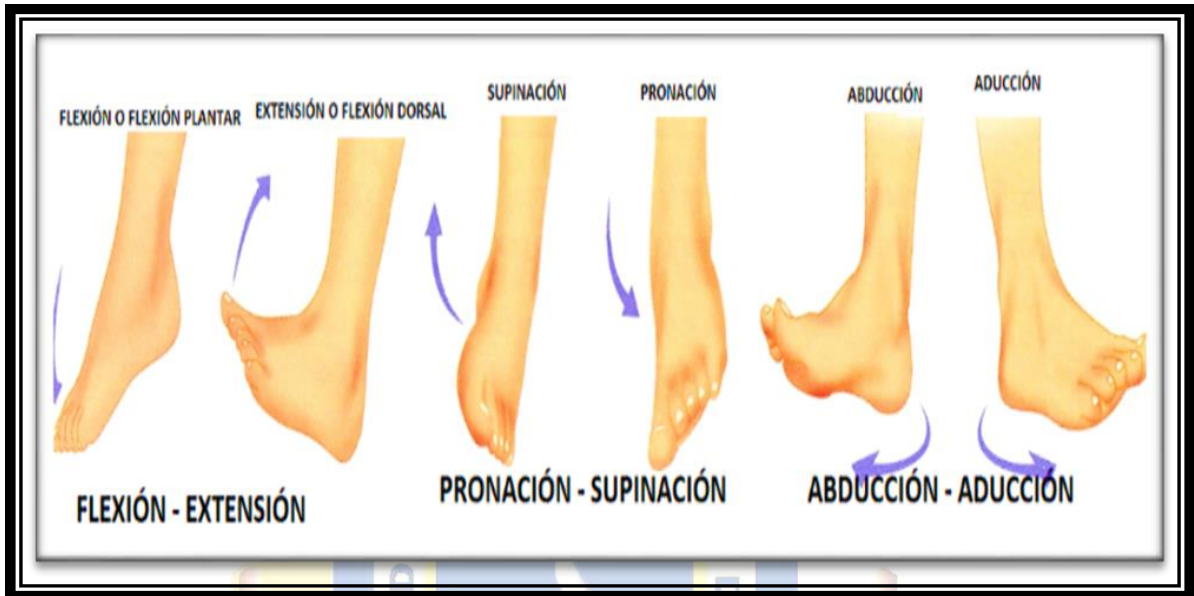 FLEXIÓN O FLEXIÓN PLANTAR
EXTENSIÓN O FLEXIÓN DORSAL
SUPINACIÓN
PRONACIÓN
ABDUCCIÓN
ADUCCIÓN
FLEXIÓN - EXTENSIÓN
PRONACIÓN - SUPINACIÓN
ABDUCCIÓN - ADUCCIÓN